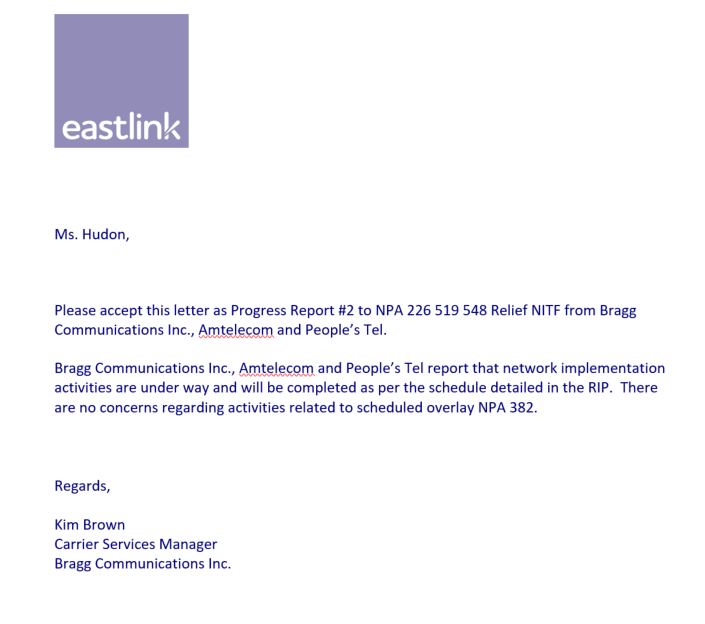 eastlink
Ms. Hudon,
Please accept this letter as Progress Report #2 to NPA 226 519 548 Relief NITF from Bragg
Communications Inc., Amtelecom and People’s Tel.
Bragg Communications Inc., Amtelecom and People’s Tel report that network implementation
activities are under way and will be completed as per the schedule detailed in the RIP.  There
are no concerns regarding activities related to scheduled overlay NPA 382.
Regards,
Kim Brown
Carrier Services Manager
Bragg Communications Inc.